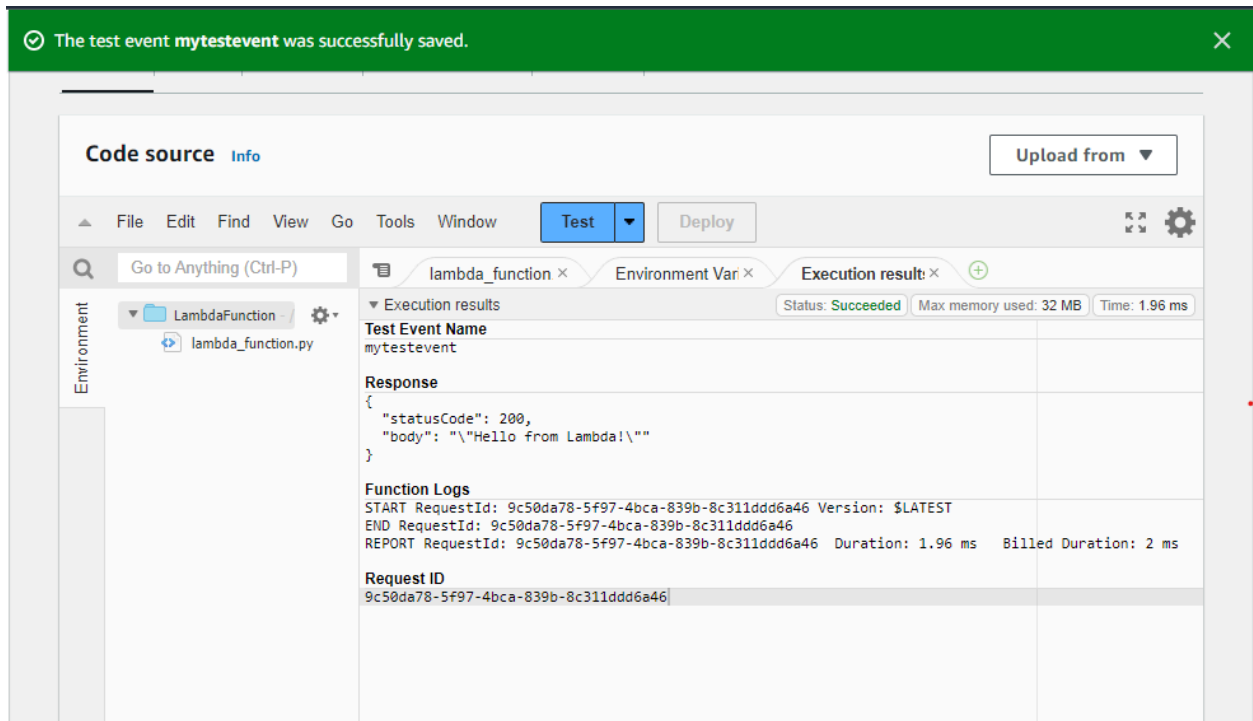 The test event mytestevent was successfully saved.
Code source Info
Upload from
File Edit Find View Go Tools Window Test Deploy
Go to Anything (Ctrl-P)
lambda_function × Environment Vari × Execution result: ×
Environment
LambdaFunction - /
lambda_function.py
Execution results
Status: Succeeded Max memory used: 32 MB Time: 1.96 ms
Test Event Name
mytestevent
Response
{
"statusCode": 200,
"body": "\"Hello from Lambda!\""
}
Function Logs
START RequestId: 9c50da78-5f97-4bca-839b-8c311ddd6a46 Version: $LATEST
END RequestId: 9c50da78-5f97-4bca-839b-8c311ddd6a46
REPORT RequestId: 9c50da78-5f97-4bca-839b-8c311ddd6a46 Duration: 1.96 ms Billed Duration: 2 ms
Request ID
9c50da78-5f97-4bca-839b-8c311ddd6a46